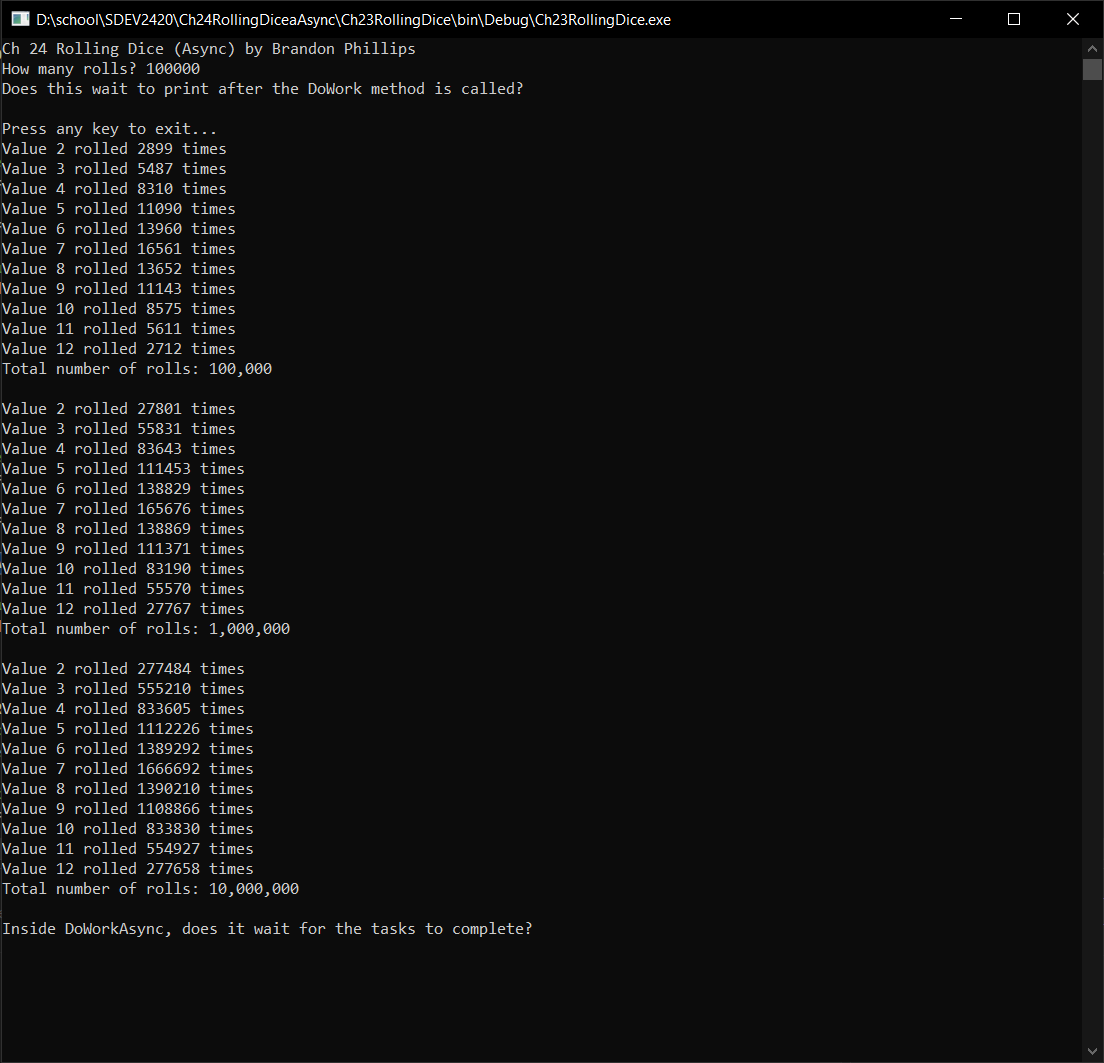 D:\school\SDEV2420\Ch24RollingDiceaAsync\Ch23RollingDice\bin\Debug\Ch23RollingDice.exe
Ch 24 Rolling Dice (Async) by Brandon Phillips
How many rolls? 100000
Does this wait to print after the DoWork method is called?
Press any key to exit...
Value 2 rolled 2899 times
Value 3 rolled 5487 times
Value 4 rolled 8310 times
Value 5 rolled 11090 times
Value 6 rolled 13960 times
Value 7 rolled 16561 times
Value 8 rolled 13652 times
Value 9 rolled 11143 times
Value 10 rolled 8575 times
Value 11 rolled 5611 times
Value 12 rolled 2712 times
Total number of rolls: 100,000
Value 2 rolled 27801 times
Value 3 rolled 55831 times
Value 4 rolled 83643 times
Value 5 rolled 111453 times
Value 6 rolled 138829 times
Value 7 rolled 165676 times
Value 8 rolled 138869 times
Value 9 rolled 111371 times
Value 10 rolled 83190 times
Value 11 rolled 55570 times
Value 12 rolled 27767 times
Total number of rolls: 1,000,000
Value 2 rolled 277484 times
Value 3 rolled 555210 times
Value 4 rolled 833605 times
Value 5 rolled 1112226 times
Value 6 rolled 1389292 times
Value 7 rolled 1666692 times
Value 8 rolled 1390210 times
Value 9 rolled 1108866 times
Value 10 rolled 833830 times
Value 11 rolled 554927 times
Value 12 rolled 277658 times
Total number of rolls: 10,000,000
Inside DoWorkAsync, does it wait for the tasks to complete?